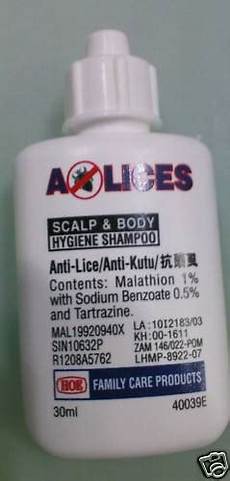 A LICES
SCALP & BODY
HYGIENE SHAMPOO
Anti-Lice/Anti-Kutu/抗頭虱
Contents: Malathion 1%
with Sodium Benzoate 0.5%
and Tartrazine.
MAL19920940X LA : 10I2183/03
SIN10632P KH: 00-1611
R1208A5762 ZAM 146/022-POM
LHMP-8922-07
HOE FAMILY CARE PRODUCTS
30ml 40039E